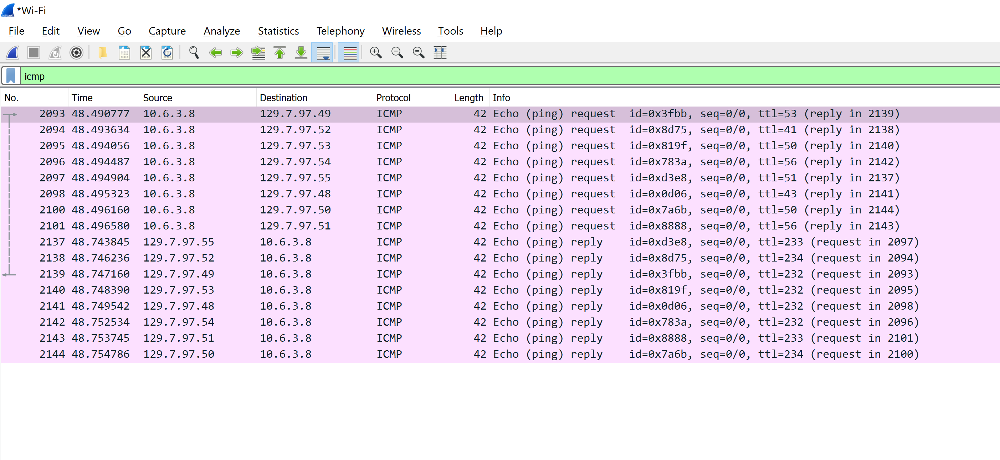 *Wi-Fi
File Edit View Go Capture Analyze Statistics Telephony Wireless Tools Help
icmp
No. Time Source Destination Protocol Length Info
2093 48.490777 10.6.3.8 129.7.97.49 ICMP 42 Echo (ping) request id=0x3fbb, seq=0/0, ttl=53 (reply in 2139)
2094 48.493634 10.6.3.8 129.7.97.52 ICMP 42 Echo (ping) request id=0x8d75, seq=0/0, ttl=41 (reply in 2138)
2095 48.494056 10.6.3.8 129.7.97.53 ICMP 42 Echo (ping) request id=0x819f, seq=0/0, ttl=50 (reply in 2140)
2096 48.494487 10.6.3.8 129.7.97.54 ICMP 42 Echo (ping) request id=0x783a, seq=0/0, ttl=56 (reply in 2142)
2097 48.494904 10.6.3.8 129.7.97.55 ICMP 42 Echo (ping) request id=0xd3e8, seq=0/0, ttl=51 (reply in 2137)
2098 48.495323 10.6.3.8 129.7.97.48 ICMP 42 Echo (ping) request id=0x0d06, seq=0/0, ttl=43 (reply in 2141)
2100 48.496160 10.6.3.8 129.7.97.50 ICMP 42 Echo (ping) request id=0x7a6b, seq=0/0, ttl=50 (reply in 2144)
2101 48.496580 10.6.3.8 129.7.97.51 ICMP 42 Echo (ping) request id=0x8888, seq=0/0, ttl=56 (reply in 2143)
2137 48.743845 129.7.97.55 10.6.3.8 ICMP 42 Echo (ping) reply id=0xd3e8, seq=0/0, ttl=233 (request in 2097)
2138 48.746236 129.7.97.52 10.6.3.8 ICMP 42 Echo (ping) reply id=0x8d75, seq=0/0, ttl=234 (request in 2094)
2139 48.747160 129.7.97.49 10.6.3.8 ICMP 42 Echo (ping) reply id=0x3fbb, seq=0/0, ttl=232 (request in 2093)
2140 48.748390 129.7.97.53 10.6.3.8 ICMP 42 Echo (ping) reply id=0x819f, seq=0/0, ttl=232 (request in 2095)
2141 48.749542 129.7.97.48 10.6.3.8 ICMP 42 Echo (ping) reply id=0x0d06, seq=0/0, ttl=232 (request in 2098)
2142 48.752534 129.7.97.54 10.6.3.8 ICMP 42 Echo (ping) reply id=0x783a, seq=0/0, ttl=232 (request in 2096)
2143 48.753745 129.7.97.51 10.6.3.8 ICMP 42 Echo (ping) reply id=0x8888, seq=0/0, ttl=233 (request in 2101)
2144 48.754786 129.7.97.50 10.6.3.8 ICMP 42 Echo (ping) reply id=0x7a6b, seq=0/0, ttl=234 (request in 2100)